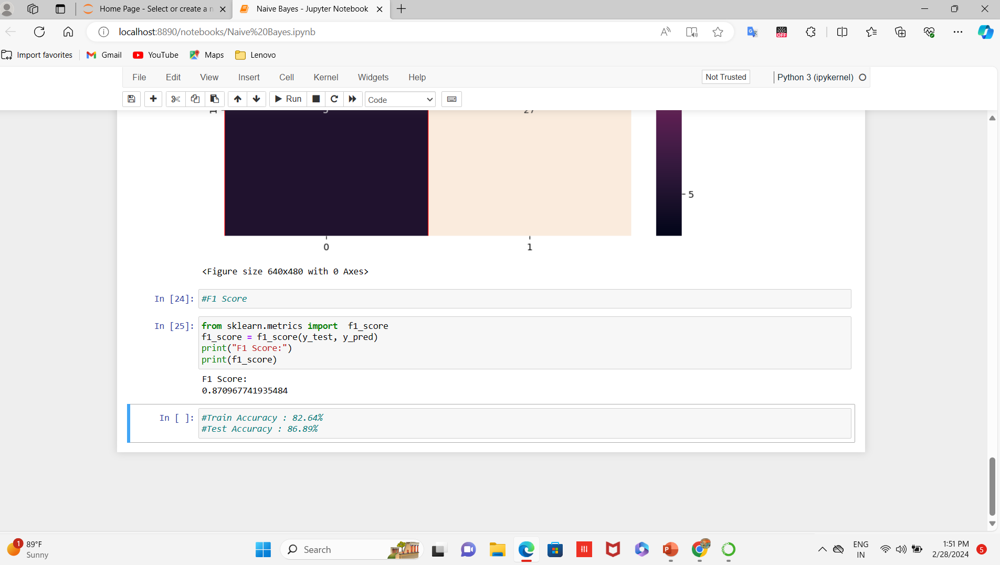 Home Page - Select or create a n
Naive Bayes - Jupyter Notebook
localhost:8890/notebooks/Naive%20Bayes.ipynb
OFF
Import favorites
Gmail
YouTube
Maps
Lenovo
File
Edit
View
Insert
Cell
Kernel
Widgets
Help
Not Trusted
Python 3 (ipykernel)
Run
Code
1
5
0
1
<Figure size 640x480 with 0 Axes>
In [24]: #F1 Score
In [25]: from sklearn.metrics import  f1_score
f1_score = f1_score(y_test, y_pred)
print("F1 Score:")
print(f1_score)
F1 Score:
0.870967741935484
In [ ]: #Train Accuracy : 82.64%
#Test Accuracy : 86.89%
1
89°F
Sunny
Search
ENG
IN
1:51 PM
2/28/2024
5